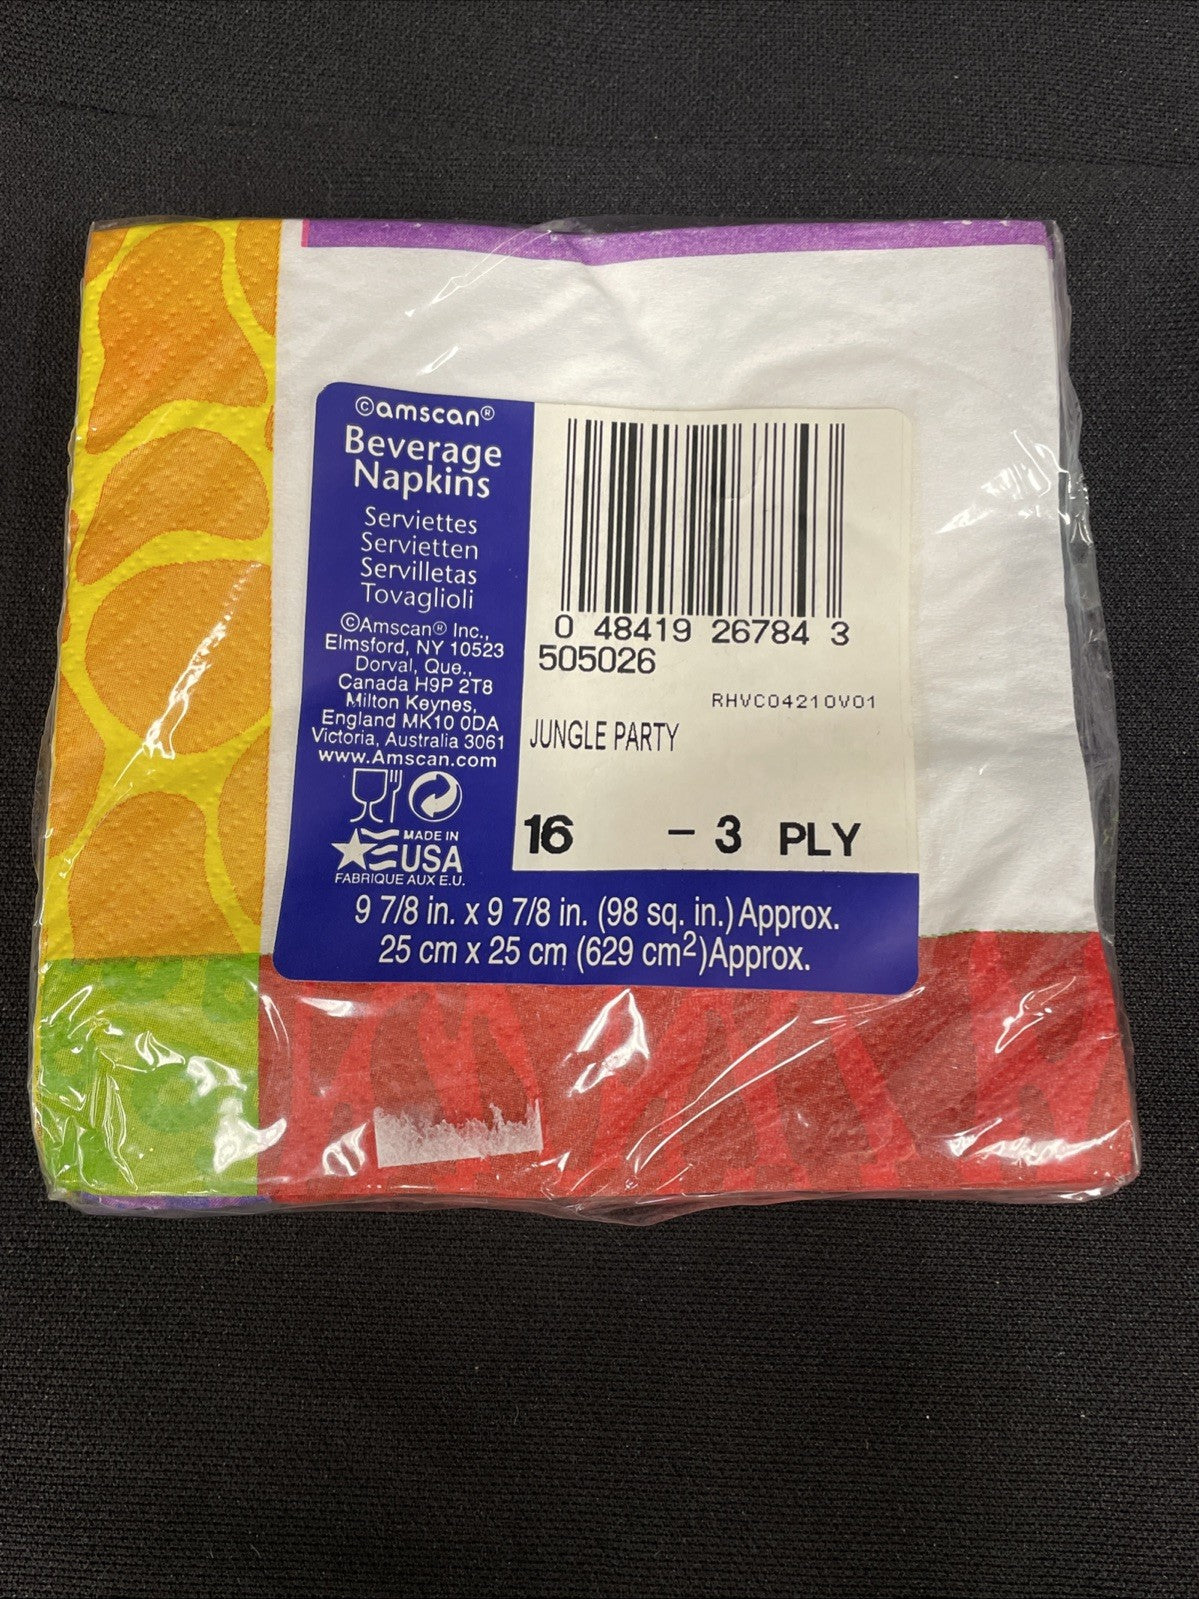 ©amscan®
Beverage
Napkins
Serviettes
Servietten
Servilletas
Tovaglioli
©Amscan® Inc.,
Elmsford, NY 10523
Dorval, Que.,
Canada H9P 2T8
Milton Keynes,
England MK10 0DA
Victoria, Australia 3061
www.Amscan.com
MADE IN
USA
FABRIQUE AUX E.U.
0 48419 26784 3
505026
RHVC04210V01
JUNGLE PARTY
16 - 3 PLY
9 7/8 in. x 9 7/8 in. (98 sq. in.) Approx.
25 cm x 25 cm (629 cm²)Approx.